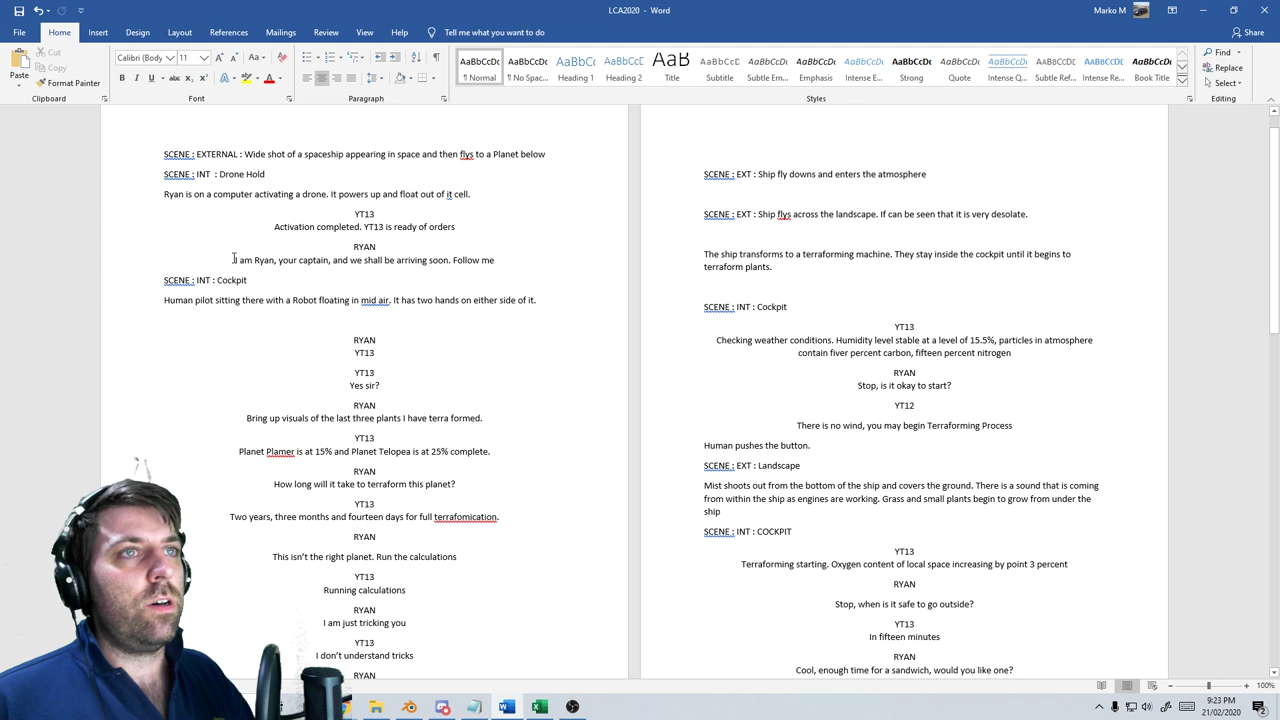 LCA2020 - Word
Marko M
File Home Insert Design Layout References Mailings Review View Help Tell me what you want to do
Share
Paste
Cut
Copy
Format Painter
Clipboard
Calibri (Body 11
Font
Paragraph
AaBbCcDc AaBbCcDc AaBbCc AaBbCcC AaB AaBbCcD AaBbCcDc AaBbCcDc AaBbCcDc AaBbCcDc AaBbCcDc AaBbCcDc AaBbCcDc AaBbCcDc AaBbCcDc
¶ Normal ¶ No Spac... Heading 1 Heading 2 Title Subtitle Subtle Em... Emphasis Intense E... Strong Quote Intense Q... Subtle Ref... Intense Re... Book Title
Styles
Find
Replace
Select
Editing
SCENE : EXTERNAL : Wide shot of a spaceship appearing in space and then flys to a Planet below
SCENE : INT : Drone Hold
Ryan is on a computer activating a drone. It powers up and float out of it cell.
YT13
Activation completed. YT13 is ready of orders
RYAN
I am Ryan, your captain, and we shall be arriving soon. Follow me
SCENE : INT : Cockpit
Human pilot sitting there with a Robot floating in mid air. It has two hands on either side of it.
RYAN
YT13
YT13
Yes sir?
RYAN
Bring up visuals of the last three plants I have terra formed.
YT13
Planet Plamer is at 15% and Planet Telopea is at 25% complete.
RYAN
How long will it take to terraform this planet?
YT13
Two years, three months and fourteen days for full terrafomication.
RYAN
This isn't the right planet. Run the calculations
YT13
Running calculations
RYAN
I am just tricking you
YT13
I don't understand tricks
RYAN
SCENE : EXT : Ship fly downs and enters the atmosphere
SCENE : EXT : Ship flys across the landscape. If can be seen that it is very desolate.
The ship transforms to a terraforming machine. They stay inside the cockpit until it begins to
terraform plants.
SCENE : INT : Cockpit
YT13
Checking weather conditions. Humidity level stable at a level of 15.5%, particles in atmosphere
contain fiver percent carbon, fifteen percent nitrogen
RYAN
Stop, is it okay to start?
YT12
There is no wind, you may begin Terraforming Process
Human pushes the button.
SCENE : EXT : Landscape
Mist shoots out from the bottom of the ship and covers the ground. There is a sound that is coming
from within the ship as engines are working. Grass and small plants begin to grow from under the
ship
SCENE : INT : COCKPIT
YT13
Terraforming starting. Oxygen content of local space increasing by point 3 percent
RYAN
Stop, when is it safe to go outside?
YT13
In fifteen minutes
RYAN
Cool, enough time for a sandwich, would you like one?
100%
9:23 PM
21/02/2020